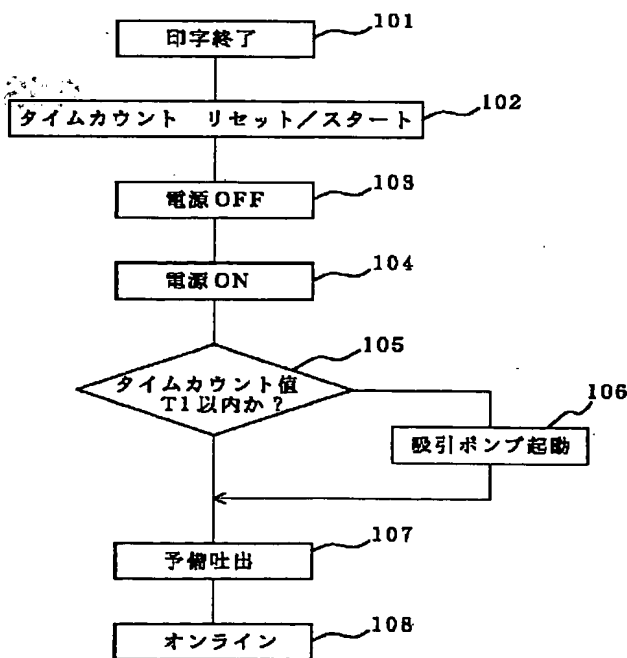 印字終了
101
タイムカウント リセット/スタート
102
電源OFF
103
電源ON
104
タイムカウント値
T1以内か?
105
吸引ポンプ起動
106
予備吐出
107
オンライン
108